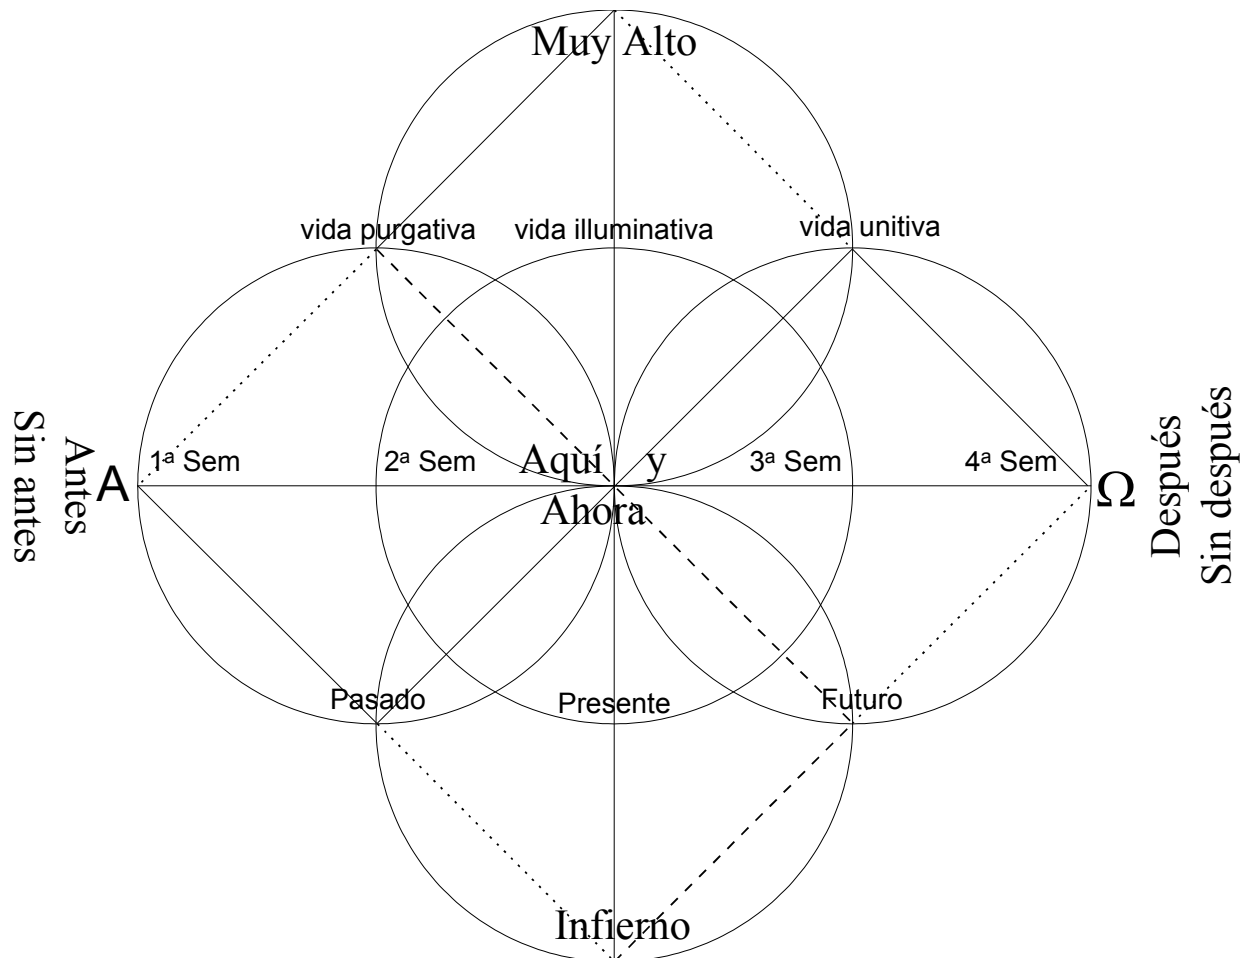 Muy Alto
vida purgativa
vida illuminativa
vida unitiva
Sin antes
Antes
A
1ª Sem
2ª Sem
Aquí y
Ahora
3ª Sem
4ª Sem
Ω
Después
Sin después
Pasado
Presente
Futuro
Infierno